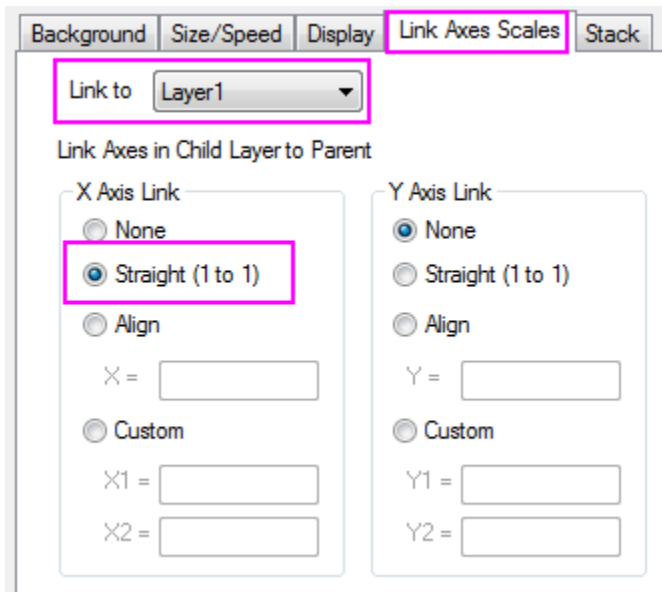 Background Size/Speed Display Link Axes Scales Stack
Link to Layer1
Link Axes in Child Layer to Parent
X Axis Link Y Axis Link
None None
Straight (1 to 1) Straight (1 to 1)
Align Align
X = Y =
Custom Custom
X1 = Y1 =
X2 = Y2 =